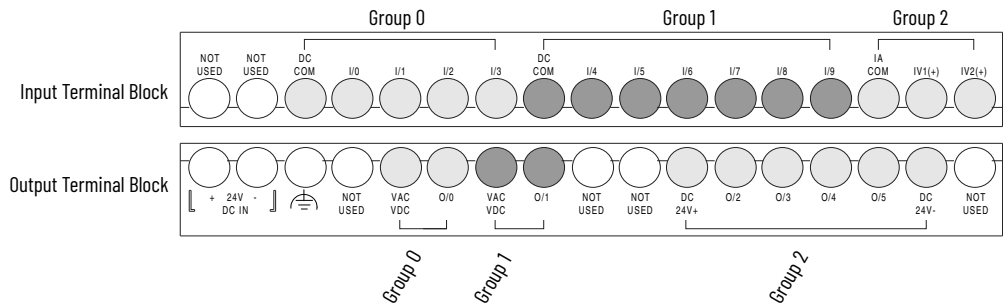 Group 0 Group 1 Group 2
NOT USED NOT USED DC COM I/0 I/1 I/2 I/3 DC COM I/4 I/5 I/6 I/7 I/8 I/9 IA COM IV1(+) IV2(+)
Input Terminal Block
Output Terminal Block
+ 24V - DC IN NOT USED VAC VDC O/0 VAC VDC O/1 NOT USED NOT USED DC 24V+ O/2 O/3 O/4 O/5 DC 24V- NOT USED
Group 0 Group 1 Group 2